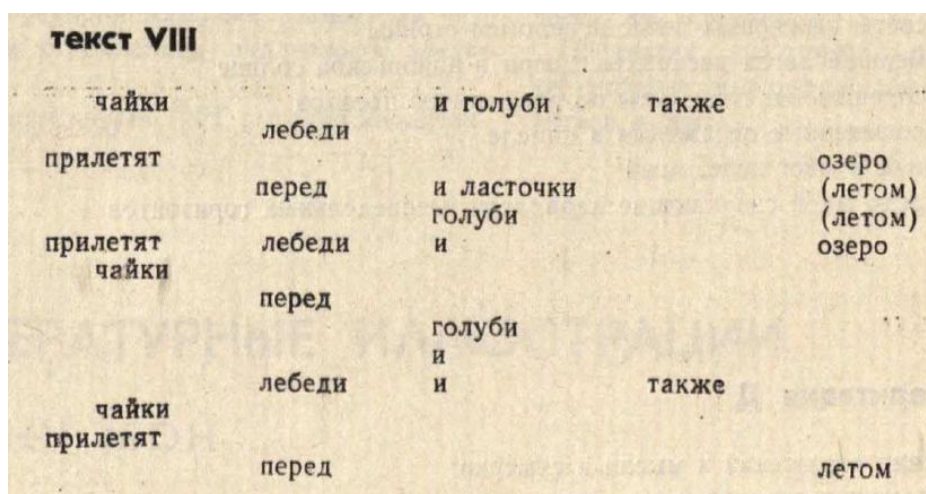 текст VIII
чайки и голуби также
лебеди
прилетят озеро
перед и ласточки (летом)
голуби (летом)
прилетят лебеди и озеро
чайки
перед
голуби
и
лебеди и также
чайки
прилетят
перед летом